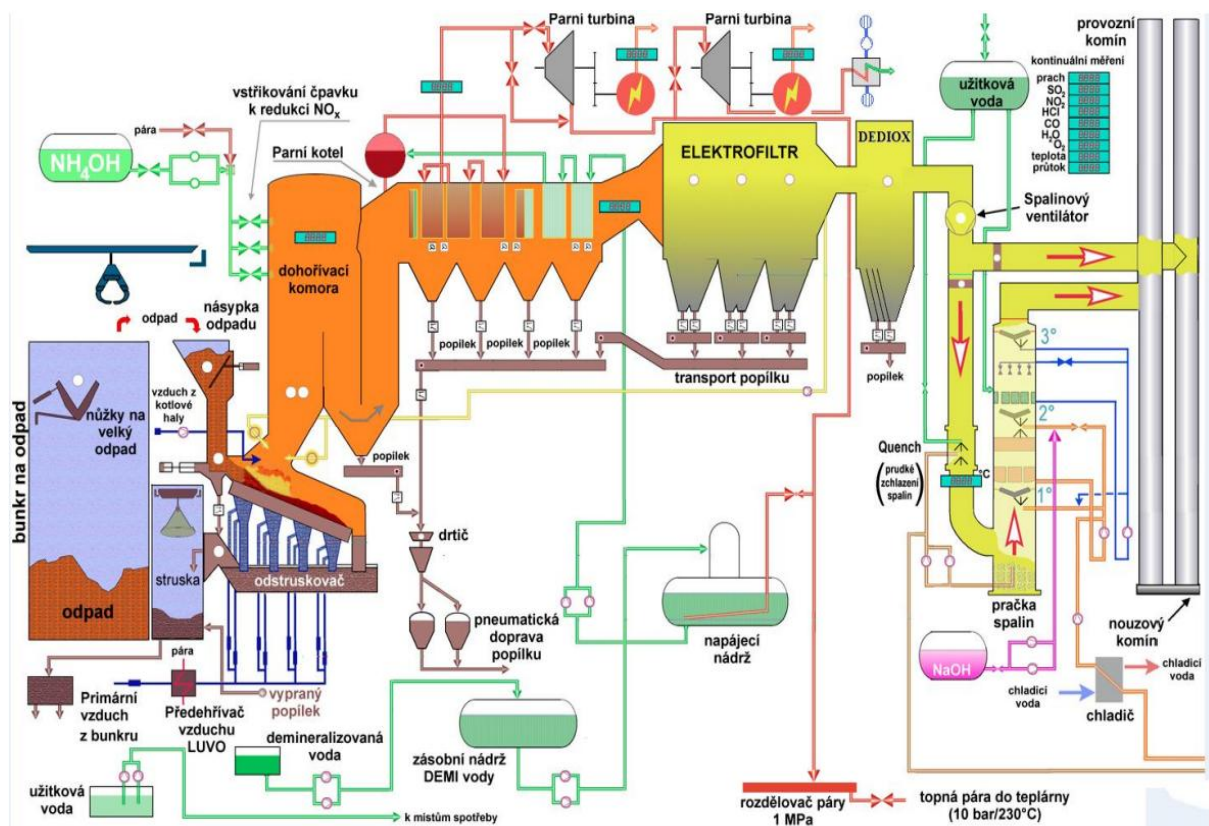 Parni turbina
Parni turbina
provozní
komín
kontinuální měření
prach
SO2
NO2
HCl
CO
H2O
O2
teplota
průtok
užitková
voda
vstřikování čpavku
k redukci NOx
pára
NH4OH
Parní kotel
ELEKTROFILTR
DEDIOX
Spalinový
ventilátor
dohořívací
komora
násypka
odpadu
odpad
popílek
popílek
popílek
popílek
transport popílku
popílek
3°
2°
1°
vzduch z
kotlové
haly
nůžky na
velký
odpad
bunkr na odpad
Quench
(prudké
zchlazení
spalin)
°C
popílek
drtič
struska
odstruskovač
odpad
pneumatická
doprava
popílku
napájecí
nádrž
pračka
spalin
nouzový
komín
NaOH
pára
Primární
vzduch
z bunkru
Předehřívač
vzduchu
LUVO
vypraný
popílek
chladicí
voda
chladicí
voda
chladič
demineralizovaná
voda
zásobní nádrž
DEMI vody
užitková
voda
k místům spotřeby
rozdělovač páry
1 MPa
topná pára do teplárny
(10 bar/230°C)